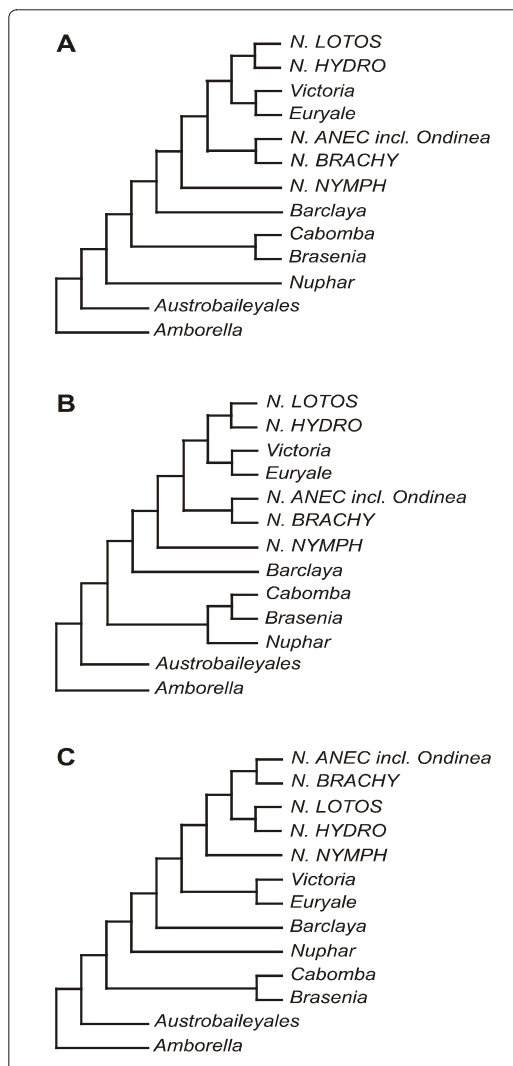 A
N. LOTOS
N. HYDRO
Victoria
Euryale
N. ANEC incl. Ondinea
N. BRACHY
N. NYMPH
Barclaya
Cabomba
Brasenia
Nuphar
Austrobaileyales
Amborella
B
N. LOTOS
N. HYDRO
Victoria
Euryale
N. ANEC incl. Ondinea
N. BRACHY
N. NYMPH
Barclaya
Cabomba
Brasenia
Nuphar
Austrobaileyales
Amborella
C
N. ANEC incl. Ondinea
N. BRACHY
N. LOTOS
N. HYDRO
N. NYMPH
Victoria
Euryale
Barclaya
Nuphar
Cabomba
Brasenia
Austrobaileyales
Amborella